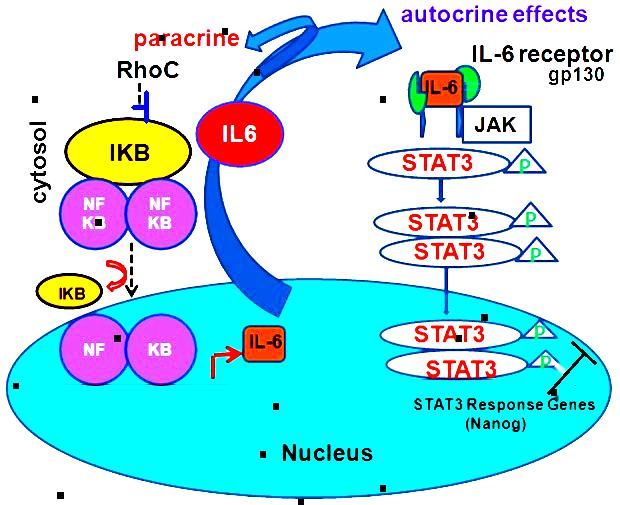 autocrine effects
paracrine
RhoC
IL-6 receptor
gp130
IL-6
JAK
cytosol
IKB
IL6
STAT3
P
NF
KB
NF
KB
STAT3
P
STAT3
P
IKB
NF
KB
IL-6
STAT3
P
STAT3
P
STAT3 Response Genes
(Nanog)
Nucleus